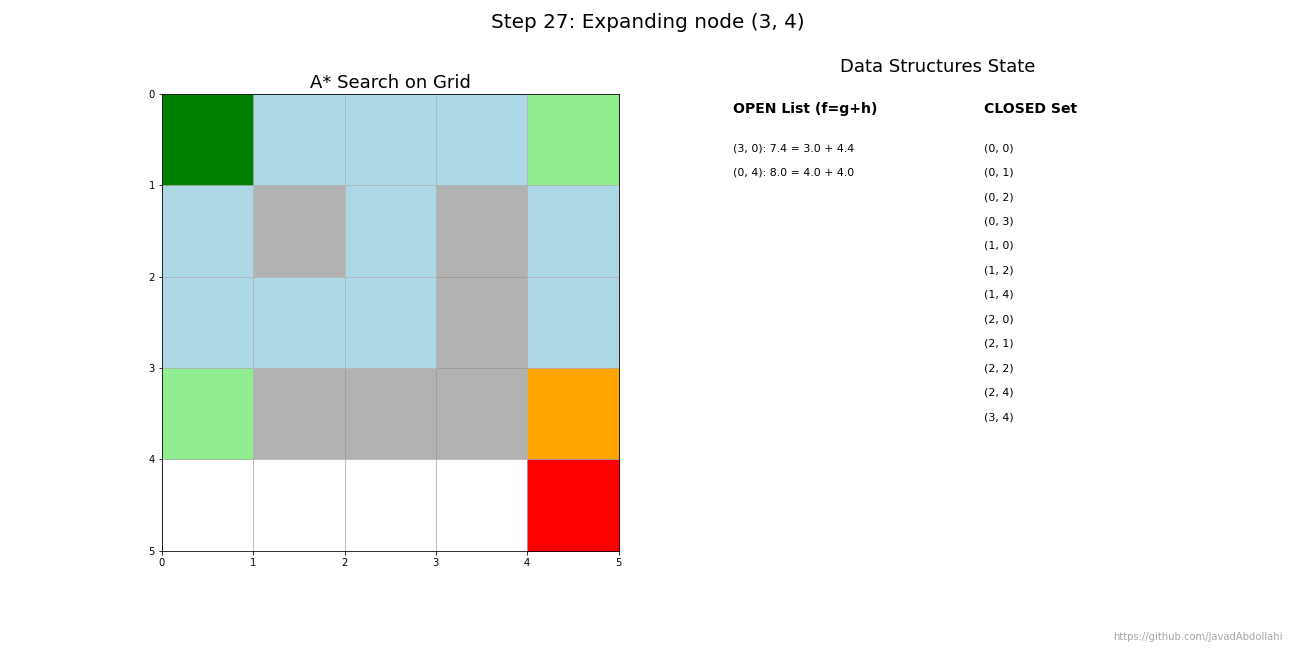 Step 27: Expanding node (3, 4)
A* Search on Grid
0
1
2
3
4
5
0 1 2 3 4 5
Data Structures State
OPEN List (f=g+h)
(3, 0): 7.4 = 3.0 + 4.4
(0, 4): 8.0 = 4.0 + 4.0
CLOSED Set
(0, 0)
(0, 1)
(0, 2)
(0, 3)
(1, 0)
(1, 2)
(1, 4)
(2, 0)
(2, 1)
(2, 2)
(2, 4)
(3, 4)
https://github.com/JavadAbdollahi